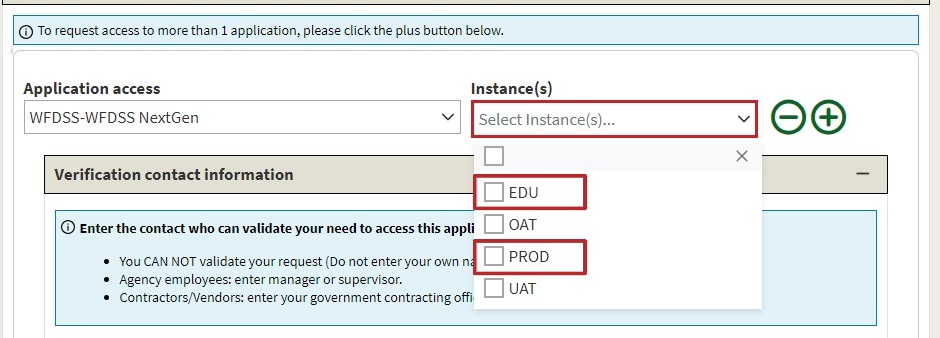 To request access to more than 1 application, please click the plus button below.
Application access
Instance(s)
WFDSS-WFDSS NextGen
Select Instance(s)...
Verification contact information
EDU
OAT
PROD
UAT
Enter the contact who can validate your need to access this appli
You CAN NOT validate your request (Do not enter your own na
Agency employees: enter manager or supervisor.
Contractors/Vendors: enter your government contracting offi